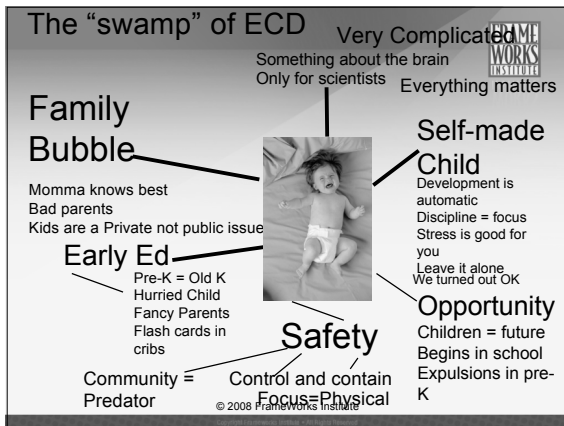 The “swamp” of ECD
Very Complicated
FRAME
WORKS
INSTITUTE
Something about the brain
Only for scientists
Everything matters
Family
Bubble
Momma knows best
Bad parents
Kids are a Private not public issue
Self-made
Child
Development is
automatic
Discipline = focus
Stress is good for
you
Leave it alone
We turned out OK
Early Ed
Pre-K = Old K
Hurried Child
Fancy Parents
Flash cards in
cribs
Opportunity
Children = future
Begins in school
Expulsions in pre-
K
Safety
Community =
Predator
Control and contain
Focus=Physical
© 2008 FrameWorks Institute